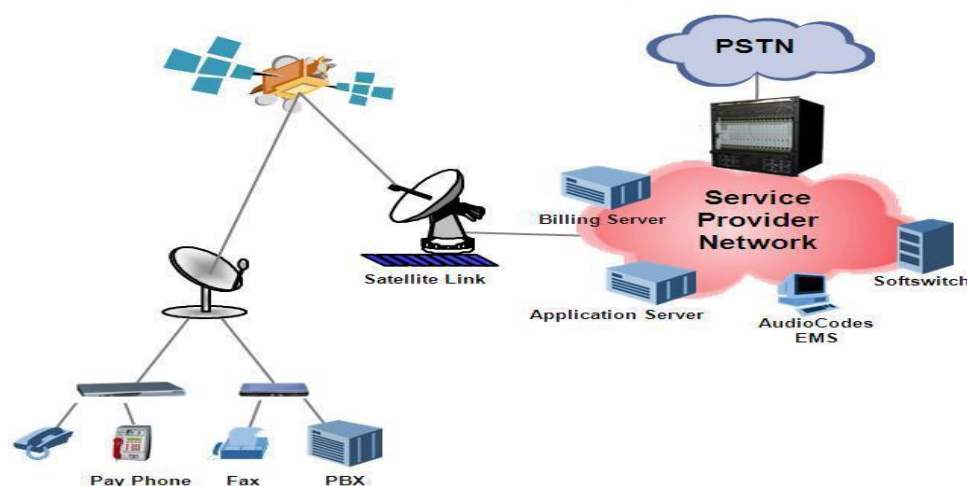 PSTN
Service
Provider
Network
Billing Server
Satellite Link
Softswitch
Application Server
AudioCodes
EMS
Pay Phone
Fax
PBX